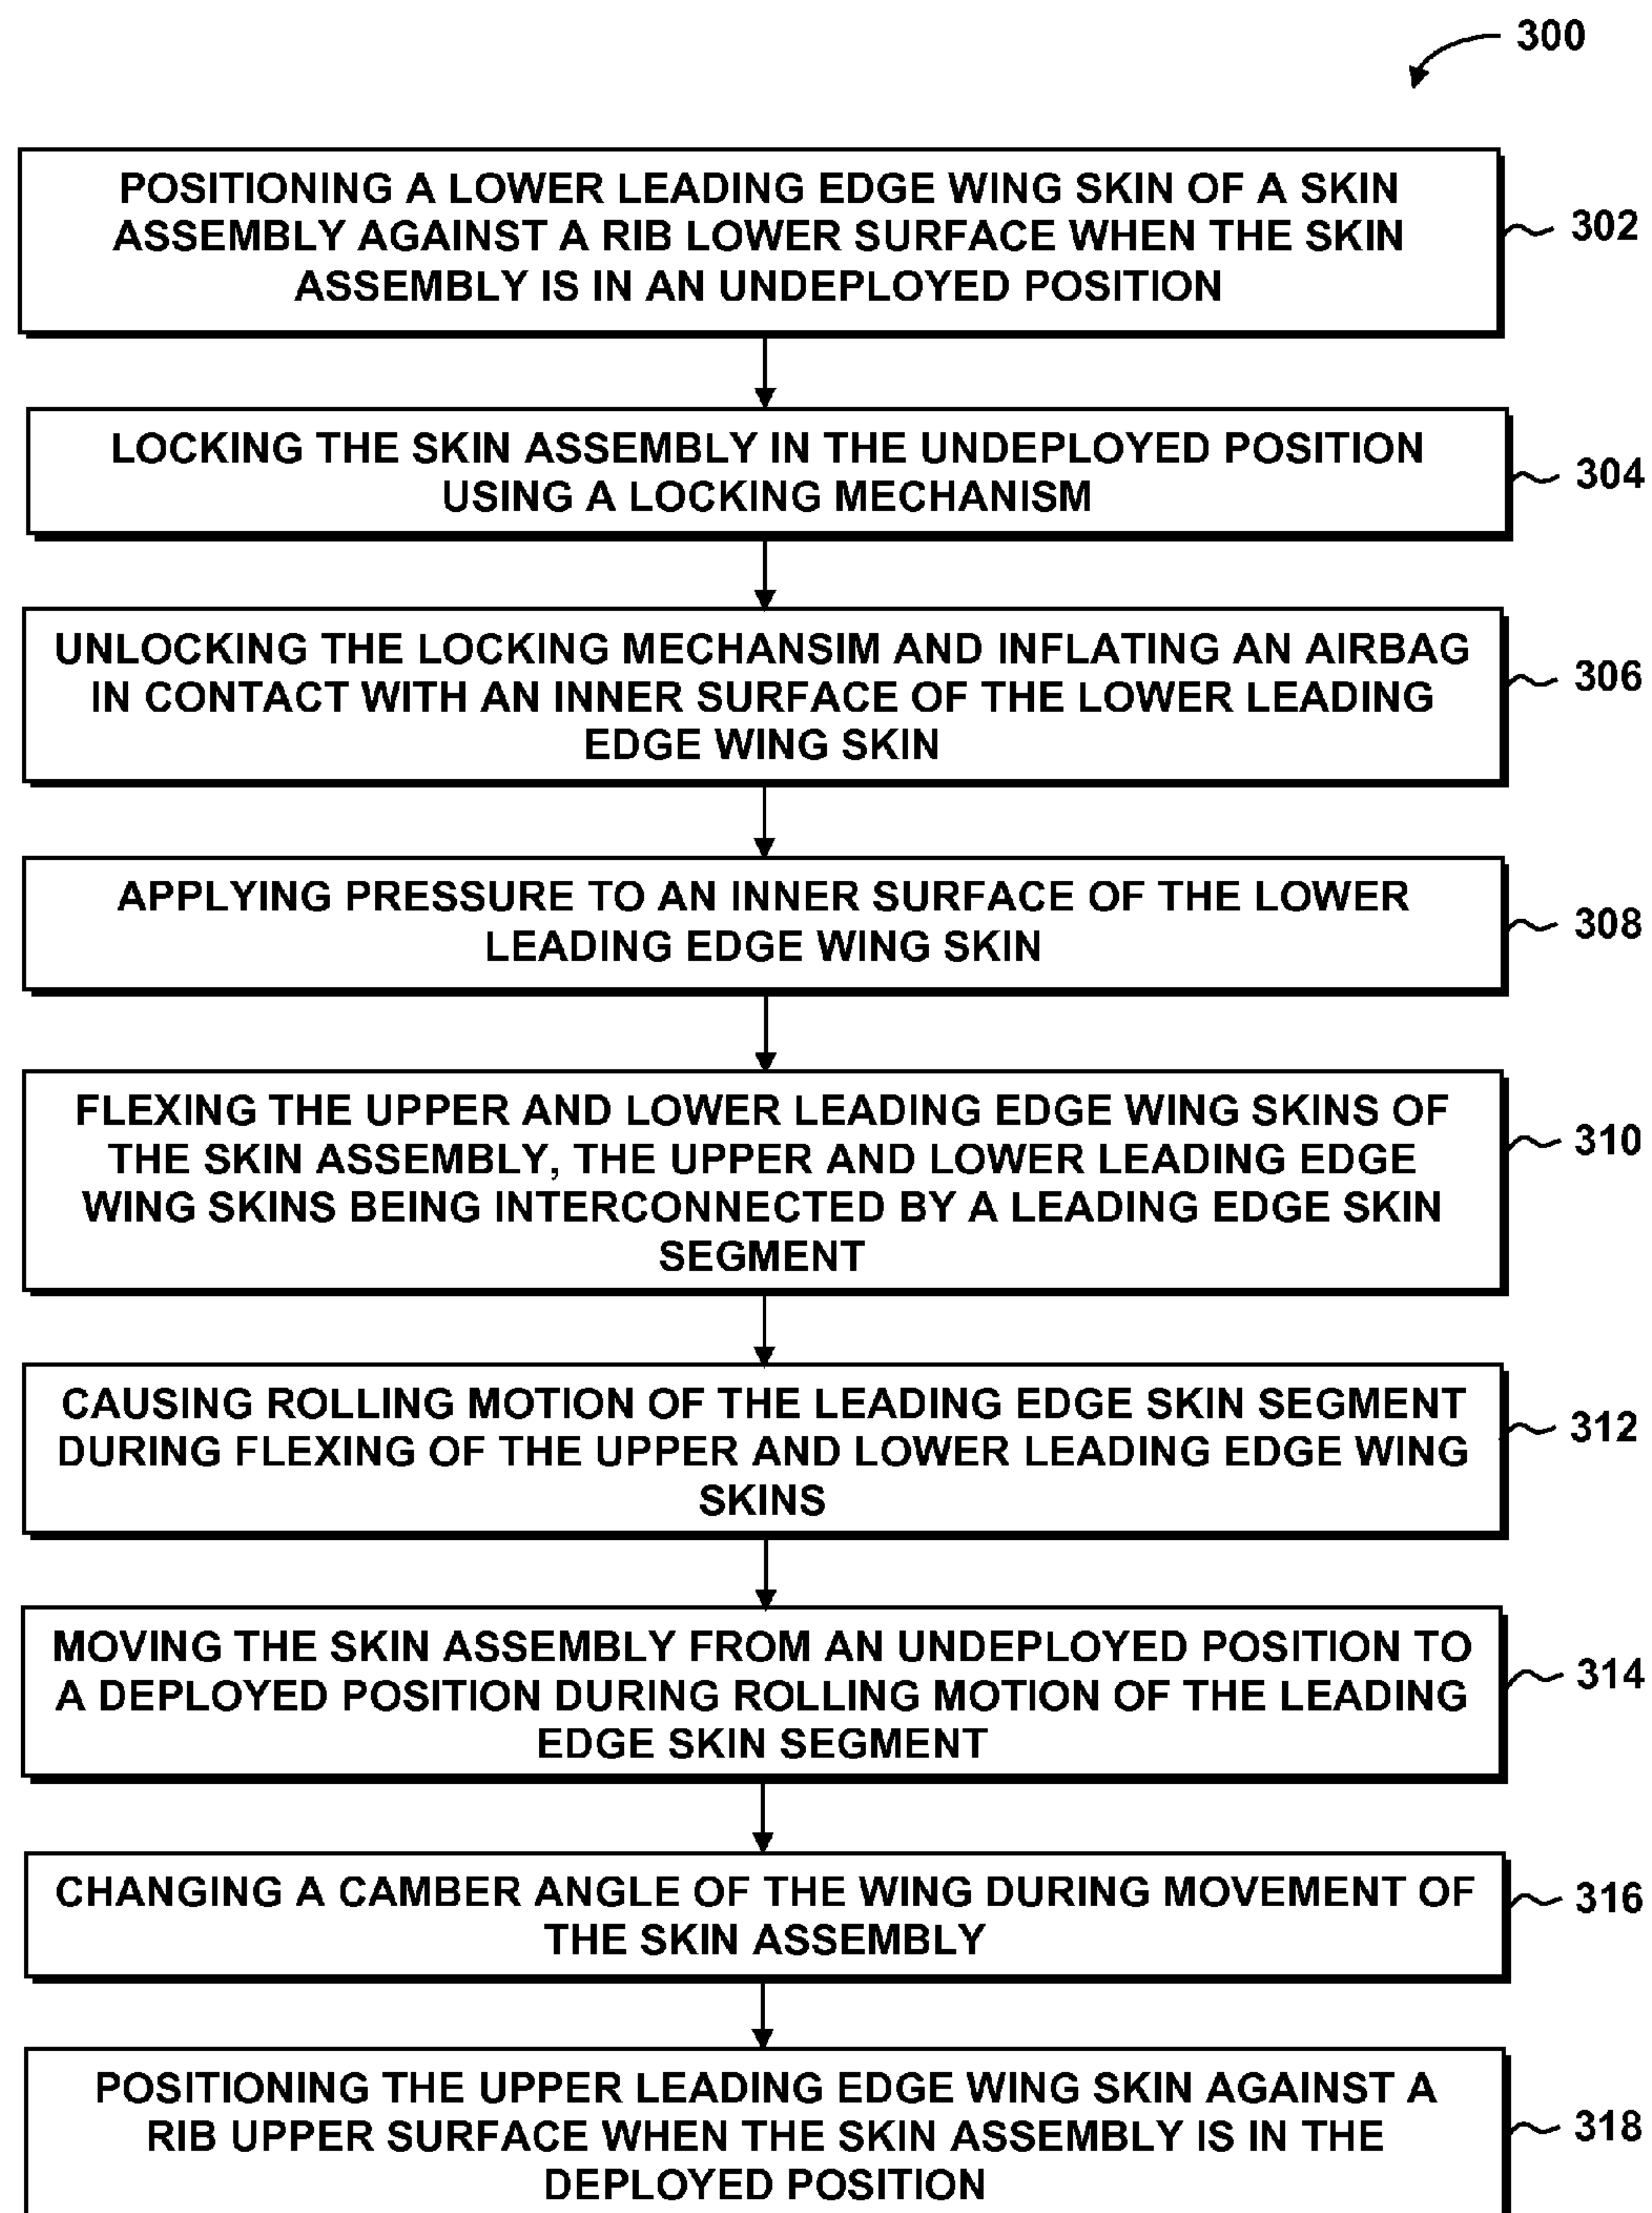 300
POSITIONING A LOWER LEADING EDGE WING SKIN OF A SKIN
ASSEMBLY AGAINST A RIB LOWER SURFACE WHEN THE SKIN
ASSEMBLY IS IN AN UNDEPLOYED POSITION
302
LOCKING THE SKIN ASSEMBLY IN THE UNDEPLOYED POSITION
USING A LOCKING MECHANISM
304
UNLOCKING THE LOCKING MECHANSIM AND INFLATING AN AIRBAG
IN CONTACT WITH AN INNER SURFACE OF THE LOWER LEADING
EDGE WING SKIN
306
APPLYING PRESSURE TO AN INNER SURFACE OF THE LOWER
LEADING EDGE WING SKIN
308
FLEXING THE UPPER AND LOWER LEADING EDGE WING SKINS OF
THE SKIN ASSEMBLY, THE UPPER AND LOWER LEADING EDGE
WING SKINS BEING INTERCONNECTED BY A LEADING EDGE SKIN
SEGMENT
310
CAUSING ROLLING MOTION OF THE LEADING EDGE SKIN SEGMENT
DURING FLEXING OF THE UPPER AND LOWER LEADING EDGE WING
SKINS
312
MOVING THE SKIN ASSEMBLY FROM AN UNDEPLOYED POSITION TO
A DEPLOYED POSITION DURING ROLLING MOTION OF THE LEADING
EDGE SKIN SEGMENT
314
CHANGING A CAMBER ANGLE OF THE WING DURING MOVEMENT OF
THE SKIN ASSEMBLY
316
POSITIONING THE UPPER LEADING EDGE WING SKIN AGAINST A
RIB UPPER SURFACE WHEN THE SKIN ASSEMBLY IS IN THE
DEPLOYED POSITION
318